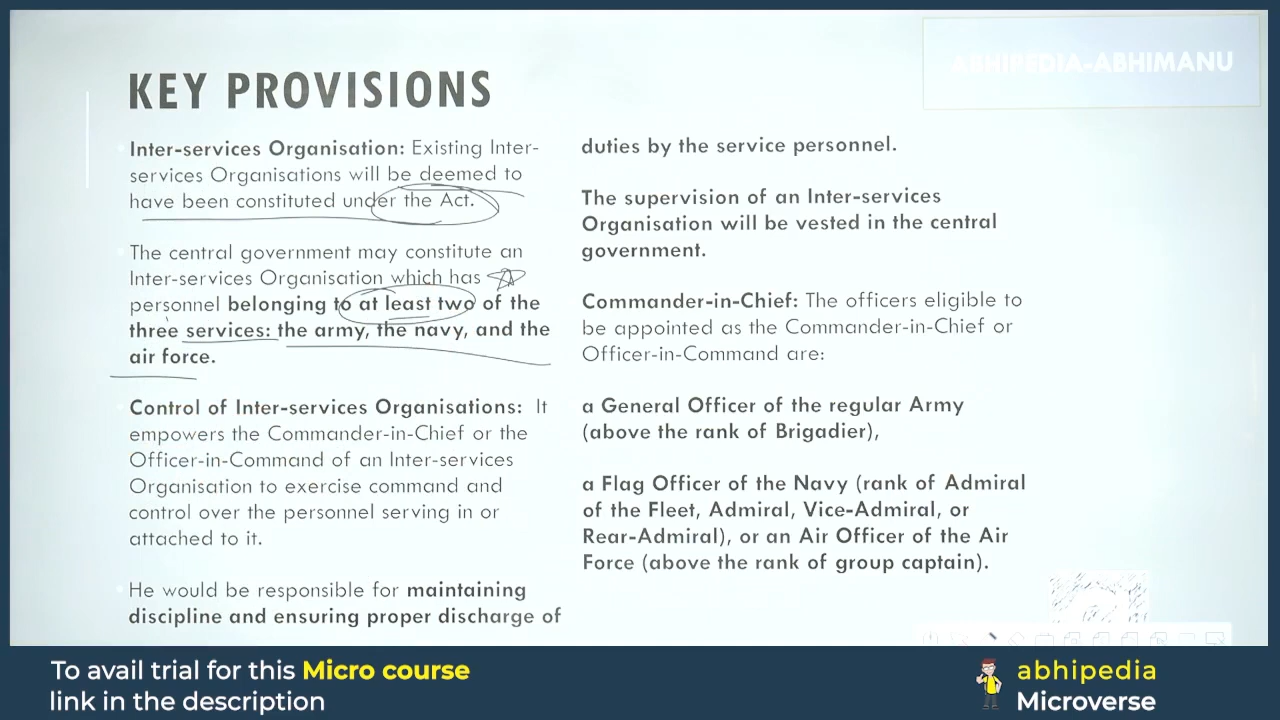 ABHIPEDIA-ABHIMANU
KEY PROVISIONS
Inter-services Organisation: Existing Inter-
services Organisations will be deemed to
have been constituted under the Act.
The central government may constitute an
Inter-services Organisation which has
personnel belonging to at least two of the
three services: the army, the navy, and the
air force.
Control of Inter-services Organisations: It
empowers the Commander-in-Chief or the
Officer-in-Command of an Inter-services
Organisation to exercise command and
control over the personnel serving in or
attached to it.
He would be responsible for maintaining
discipline and ensuring proper discharge of
duties by the service personnel.
The supervision of an Inter-services
Organisation will be vested in the central
government.
Commander-in-Chief: The officers eligible to
be appointed as the Commander-in-Chief or
Officer-in-Command are:
a General Officer of the regular Army
(above the rank of Brigadier),
a Flag Officer of the Navy (rank of Admiral
of the Fleet, Admiral, Vice-Admiral, or
Rear-Admiral), or an Air Officer of the Air
Force (above the rank of group captain).
To avail trial for this Micro course
link in the description
abhipedia
Microverse